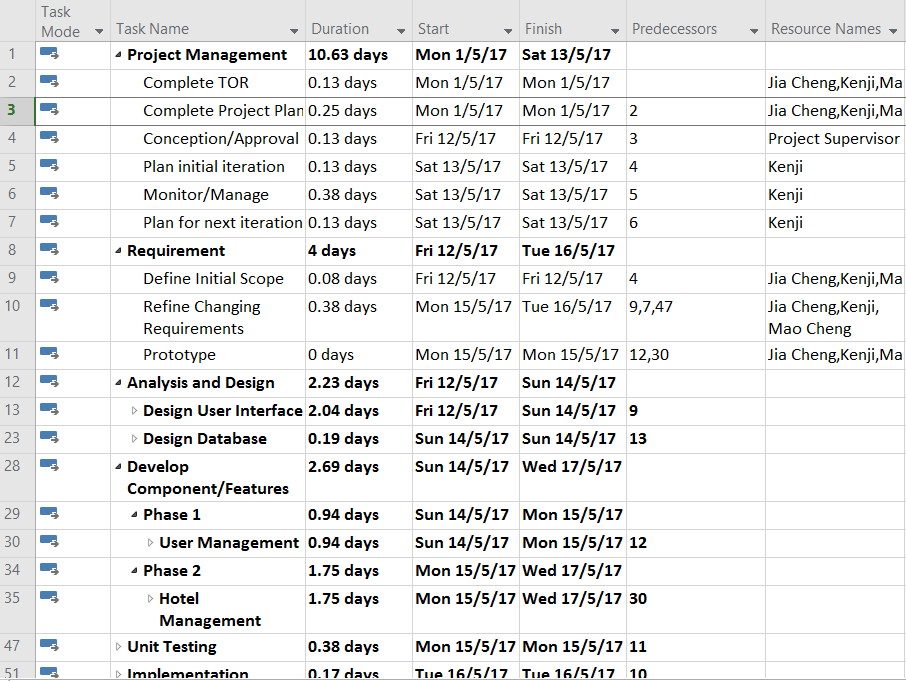 Task Mode Task Name Duration Start Finish Predecessors Resource Names
1 Project Management 10.63 days Mon 1/5/17 Sat 13/5/17
2 Complete TOR 0.13 days Mon 1/5/17 Mon 1/5/17 Jia Cheng,Kenji,Ma
3 Complete Project Plan 0.25 days Mon 1/5/17 Mon 1/5/17 2 Jia Cheng,Kenji,Ma
4 Conception/Approval 0.13 days Fri 12/5/17 Fri 12/5/17 3 Project Supervisor
5 Plan initial iteration 0.13 days Sat 13/5/17 Sat 13/5/17 4 Kenji
6 Monitor/Manage 0.38 days Sat 13/5/17 Sat 13/5/17 5 Kenji
7 Plan for next iteration 0.13 days Sat 13/5/17 Sat 13/5/17 6 Kenji
8 Requirement 4 days Fri 12/5/17 Tue 16/5/17
9 Define Initial Scope 0.08 days Fri 12/5/17 Fri 12/5/17 4 Jia Cheng,Kenji,Ma
10 Refine Changing 0.38 days Mon 15/5/17 Tue 16/5/17 9,7,47 Jia Cheng,Kenji,
Requirements Mao Cheng
11 Prototype 0 days Mon 15/5/17 Mon 15/5/17 12,30 Jia Cheng,Kenji,Ma
12 Analysis and Design 2.23 days Fri 12/5/17 Sun 14/5/17
13 Design User Interface 2.04 days Fri 12/5/17 Sun 14/5/17 9
23 Design Database 0.19 days Sun 14/5/17 Sun 14/5/17 13
28 Develop 2.69 days Sun 14/5/17 Wed 17/5/17
Component/Features
29 Phase 1 0.94 days Sun 14/5/17 Mon 15/5/17
30 User Management 0.94 days Sun 14/5/17 Mon 15/5/17 12
34 Phase 2 1.75 days Mon 15/5/17 Wed 17/5/17
35 Hotel 1.75 days Mon 15/5/17 Wed 17/5/17 30
Management
47 Unit Testing 0.38 days Mon 15/5/17 Mon 15/5/17 11
51 Implementation 0.17 days Tue 16/5/17 Tue 16/5/17 10